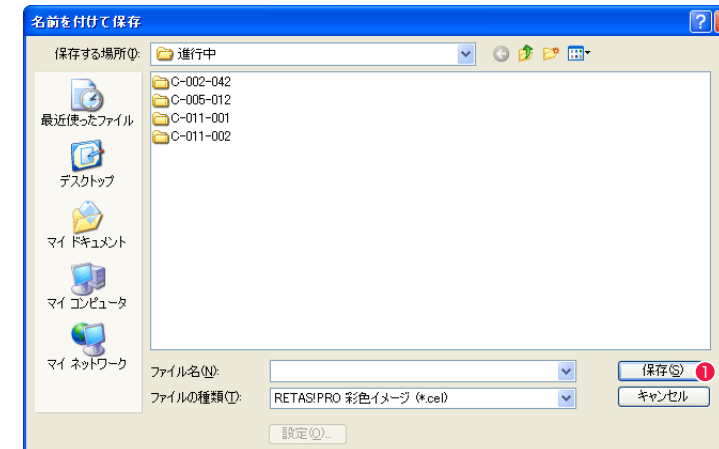 名前を付けて保存
?
保存する場所(I):
進行中
C-002-042
C-005-012
C-011-001
C-011-002
最近使ったファイル
デスクトップ
マイ ドキュメント
マイ コンピュータ
マイ ネットワーク
ファイル名(N):
保存(S)
1
ファイルの種類(T):
RETAS!PRO 彩色イメージ (*.cel)
キャンセル
設定(O)...